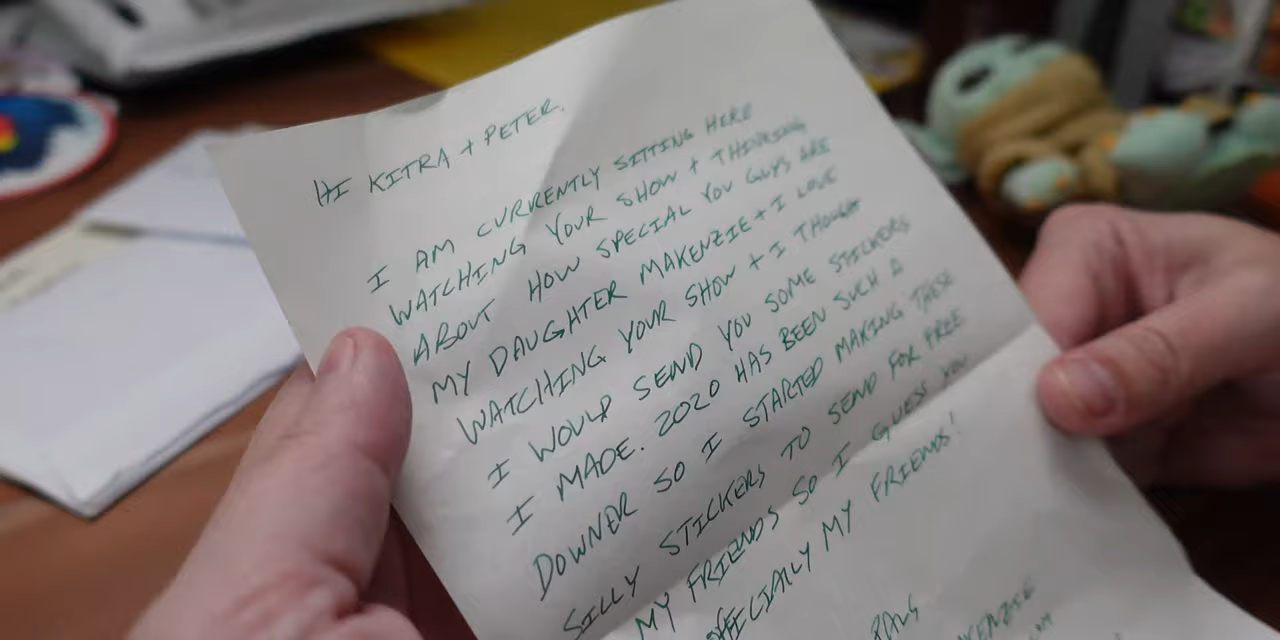 HI KITRA + PETER,
I AM CURRENTLY SITTING HERE
WATCHING YOUR SHOW + THINKING
ABOUT HOW SPECIAL YOU GUYS ARE
MY DAUGHTER MAKENZIE + I LOVE
WATCHING YOUR SHOW + I THOUGHT
I WOULD SEND YOU SOME STICKERS
I MADE. 2020 HAS BEEN SUCH A
DOWNER SO I STARTED MAKING THESE
SILLY STICKERS TO SEND FOR FREE
MY FRIENDS SO I GUESS YOU
OFFICIALLY MY FRIENDS!
PALS